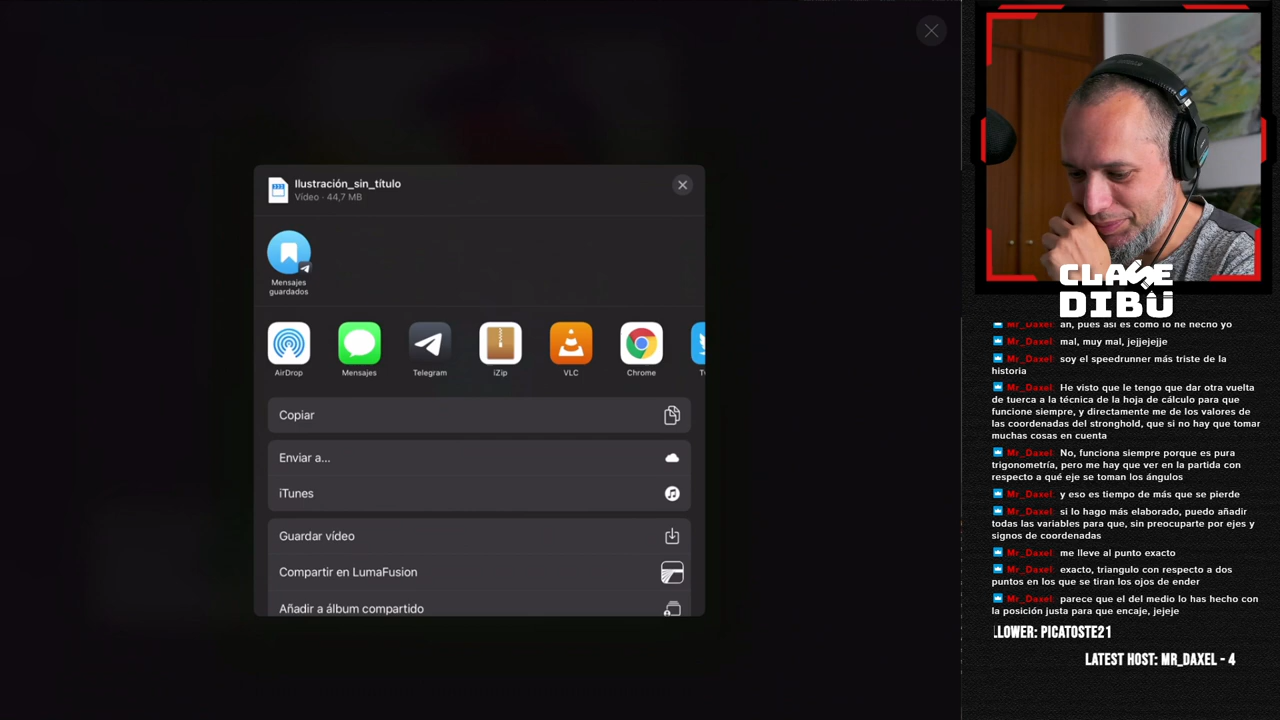 Ilustración_sin_título
Vídeo · 44,7 MB
Mensajes
guardados
AirDrop
Mensajes
Telegram
iZip
VLC
Chrome
Copiar
Enviar a...
iTunes
Guardar vídeo
Compartir en LumaFusion
Añadir a álbum compartido
CLASE
DIBU
Mr_Daxel: ah, pues así es como lo he hecho yo
Mr_Daxel: mal, muy mal, jejjejejje
Mr_Daxel: soy el speedrunner más triste de la
historia
Mr_Daxel: He visto que le tengo que dar otra vuelta
de tuerca a la técnica de la hoja de cálculo para que
funcione siempre, y directamente me de los valores de
las coordenadas del stronghold, que si no hay que tomar
muchas cosas en cuenta
Mr_Daxel: No, funciona siempre porque es pura
trigonometría, pero me hay que ver en la partida con
respecto a qué eje se toman los ángulos
Mr_Daxel: y eso es tiempo de más que se pierde
Mr_Daxel: si lo hago más elaborado, puedo añadir
todas las variables para que, sin preocuparte por ejes y
signos de coordenadas
Mr_Daxel: me lleve al punto exacto
Mr_Daxel: exacto, triangulo con respecto a dos
puntos en los que se tiran los ojos de ender
Mr_Daxel: parece que el del medio lo has hecho con
la posición justa para que encaje, jejeje
LLOWER: PICATOSTE21
LATEST HOST: MR_DAXEL - 4